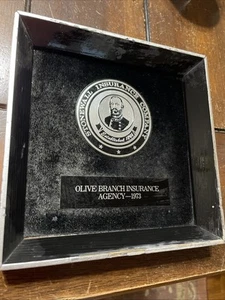 STONEWALL INSURANCE COMPANY
OLIVE BRANCH INSURANCE
AGENCY—1973